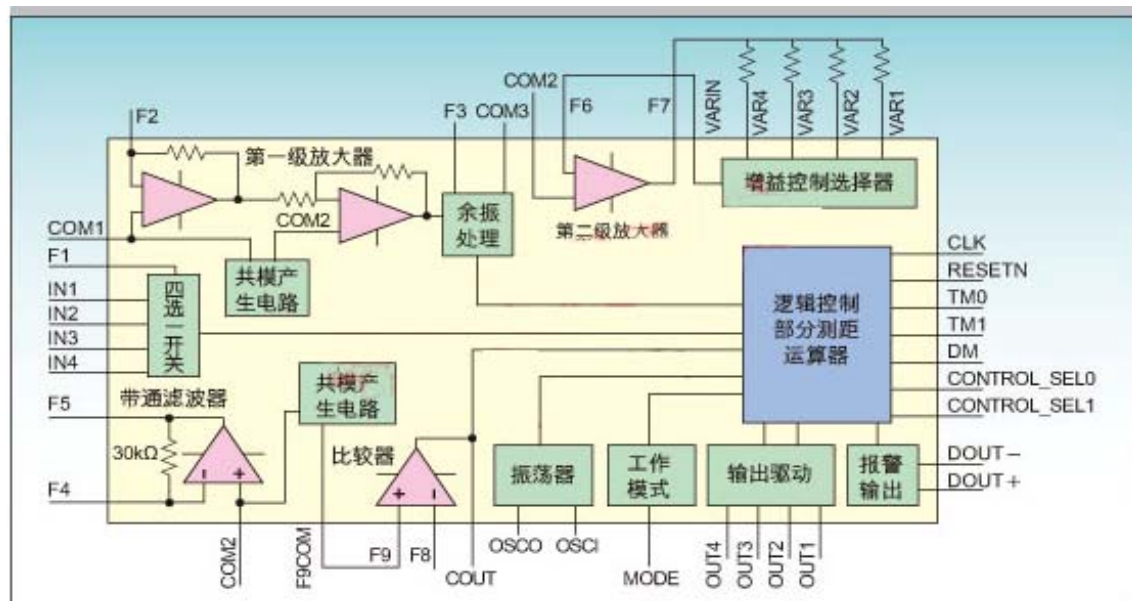 F2
第一级放大器
COM2
F3
COM3
余振
处理
COM2
F6
F7
第二级放大器
VARIN
VAR4
VAR3
VAR2
VAR1
增益控制选择器
COM1
F1
IN1
IN2
IN3
IN4
四选一开关
共模产
生电路
逻辑控制
部分测距
运算器
CLK
RESETN
TM0
TM1
DM
CONTROL_SEL0
CONTROL_SEL1
DOUT－
DOUT＋
带通滤波器
F5
30kΩ
F4
COM2
共模产
生电路
F9COM
比较器
F9
F8
COUT
振荡器
OSCO
OSCI
工作
模式
MODE
输出驱动
OUT4
OUT3
OUT2
OUT1
报警
输出